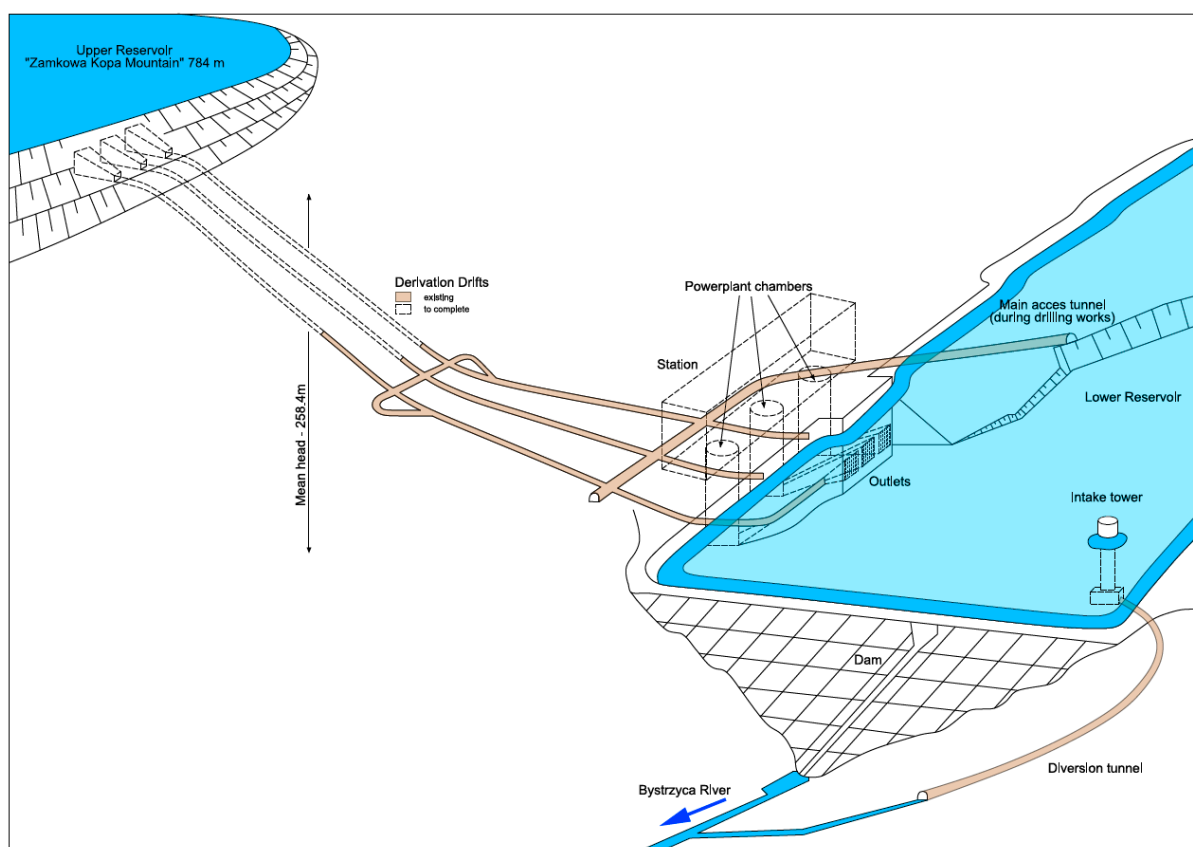 Upper Reservoir
"Zamkowa Kopa Mountain" 784 m
Derivation Drifts
existing
to complete
Mean head - 258.4m
Powerplant chambers
Station
Main acces tunnel
(during drilling works)
Lower Reservoir
Outlets
Intake tower
Dam
Diversion tunnel
Bystrzyca River